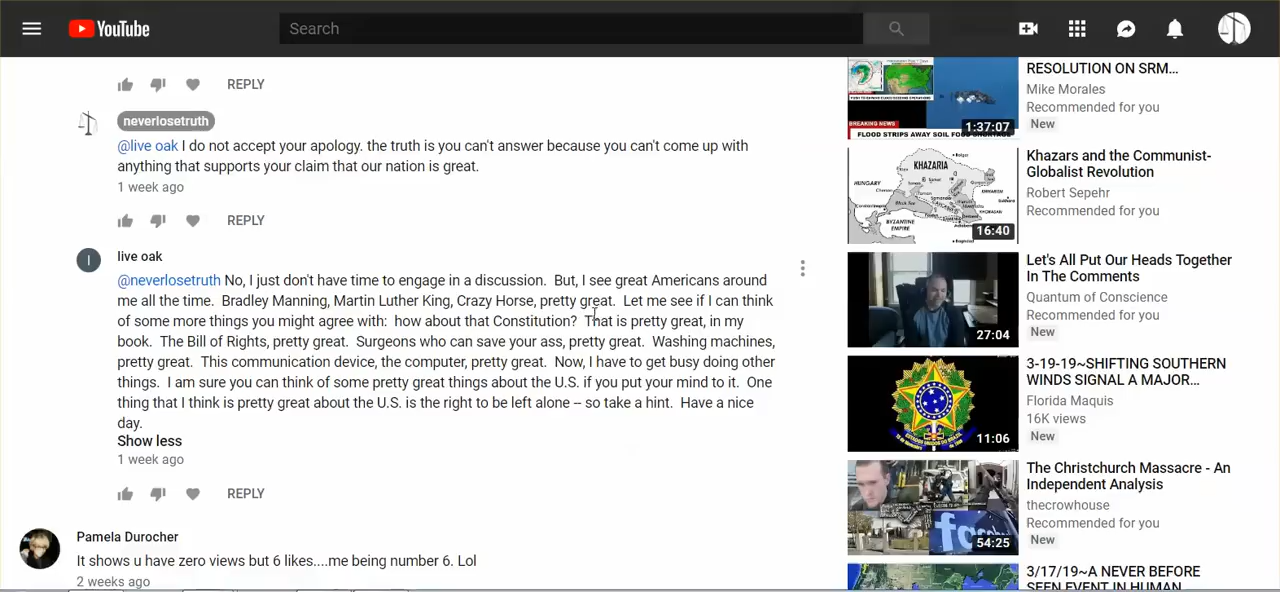 YouTube
Search
REPLY
neverlosetruth
@live oak I do not accept your apology. the truth is you can't answer because you can't come up with
anything that supports your claim that our nation is great.
1 week ago
REPLY
live oak
@neverlosetruth No, I just don't have time to engage in a discussion. But, I see great Americans around
me all the time. Bradley Manning, Martin Luther King, Crazy Horse, pretty great. Let me see if I can think
of some more things you might agree with: how about that Constitution? That is pretty great, in my
book. The Bill of Rights, pretty great. Surgeons who can save your ass, pretty great. Washing machines,
pretty great. This communication device, the computer, pretty great. Now, I have to get busy doing other
things. I am sure you can think of some pretty great things about the U.S. if you put your mind to it. One
thing that I think is pretty great about the U.S. is the right to be left alone -- so take a hint. Have a nice
day.
Show less
1 week ago
REPLY
Pamela Durocher
It shows u have zero views but 6 likes....me being number 6. Lol
2 weeks ago
BREAKING NEWS
FLOOD STRIPS AWAY SOIL FOO
1:37:07
RESOLUTION ON SRM...
Mike Morales
Recommended for you
New
KHAZARIA
HUNGARY
BYZANTINE
EMPIRE
16:40
Khazars and the Communist-
Globalist Revolution
Robert Sepehr
Recommended for you
27:04
Let's All Put Our Heads Together
In The Comments
Quantum of Conscience
Recommended for you
New
11:06
3-19-19~SHIFTING SOUTHERN
WINDS SIGNAL A MAJOR...
Florida Maquis
16K views
New
54:25
The Christchurch Massacre - An
Independent Analysis
thecrowhouse
Recommended for you
New
3/17/19~A NEVER BEFORE
SEEN EVENT IN HUMAN